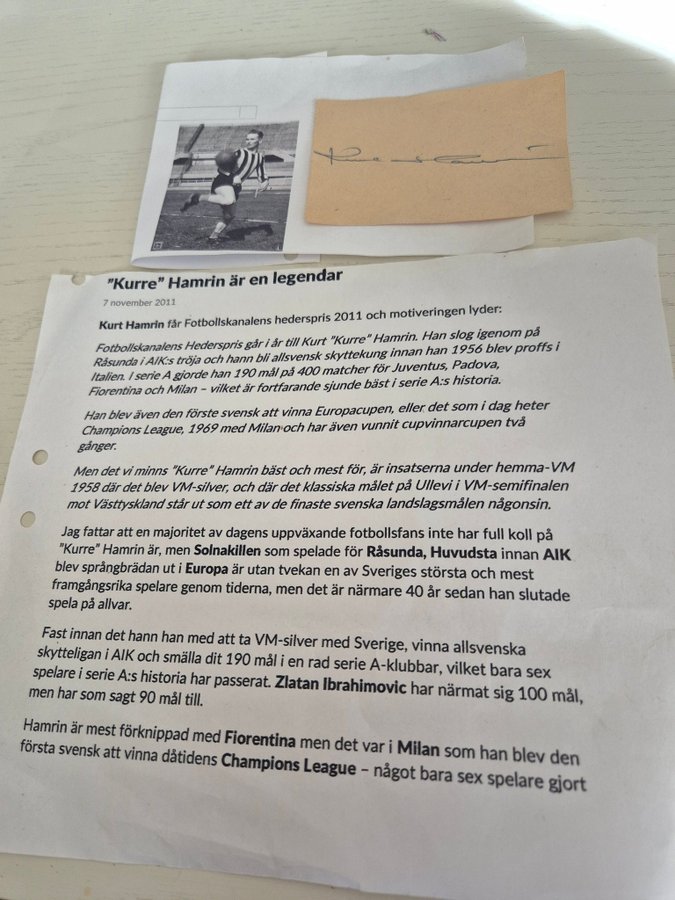 "Kurre" Hamrin är en legendar
7 november 2011
Kurt Hamrin får Fotbollskanalens hederspris 2011 och motiveringen lyder:
Fotbollskanalens Hederspris går i år till Kurt "Kurre" Hamrin. Han slog igenom på
Råsunda i AIK:s tröja och hann bli allsvensk skyttekung innan han 1956 blev proffs i
Italien. I serie A gjorde han 190 mål på 400 matcher för Juventus, Padova,
Fiorentina och Milan – vilket är fortfarande sjunde bäst i serie A:s historia.
Han blev även den förste svensk att vinna Europacupen, eller det som i dag heter
Champions League, 1969 med Milan och har även vunnit cupvinnarcupen två
gånger.
Men det vi minns "Kurre" Hamrin bäst och mest för, är insatserna under hemma-VM
1958 där det blev VM-silver, och där det klassiska målet på Ullevi i VM-semifinalen
mot Västtyskland står ut som ett av de finaste svenska landslagsmålen någonsin.
Jag fattar att en majoritet av dagens uppväxande fotbollsfans inte har full koll på
"Kurre" Hamrin är, men Solnakillen som spelade för Råsunda, Huvudsta innan AIK
blev språngbrädan ut i Europa är utan tvekan en av Sveriges största och mest
framgångsrika spelare genom tiderna, men det är närmare 40 år sedan han slutade
spela på allvar.
Fast innan det hann han med att ta VM-silver med Sverige, vinna allsvenska
skytteligan i AIK och smälla dit 190 mål i en rad serie A-klubbar, vilket bara sex
spelare i serie A:s historia har passerat. Zlatan Ibrahimovic har närmat sig 100 mål,
men har som sagt 90 mål till.
Hamrin är mest förknippad med Fiorentina men det var i Milan som han blev den
första svensk att vinna dåtidens Champions League – något bara sex spelare gjort